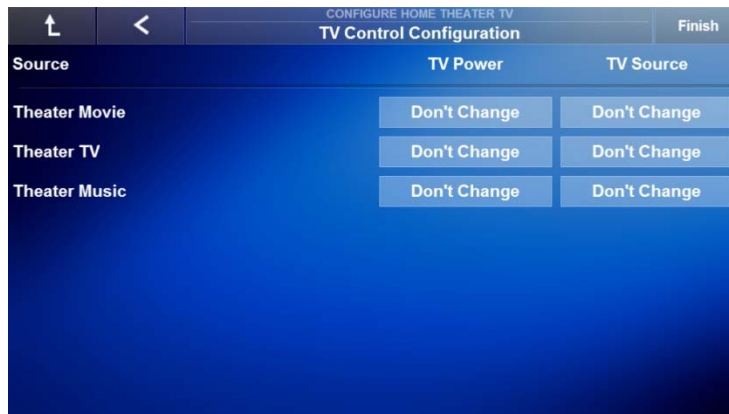 CONFIGURE HOME THEATER TV
TV Control Configuration
Finish
Source TV Power TV Source
Theater Movie Don't Change Don't Change
Theater TV Don't Change Don't Change
Theater Music Don't Change Don't Change